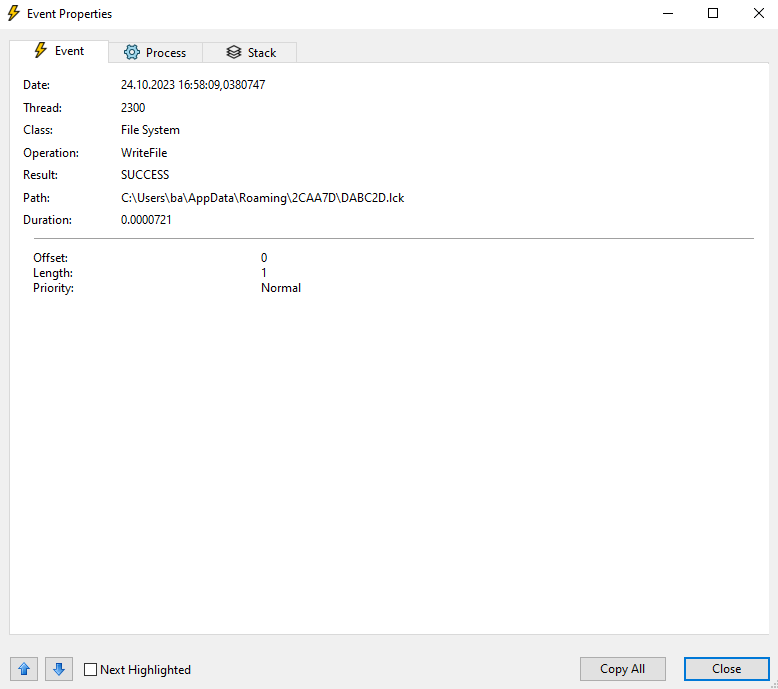 Event Properties
Event Process Stack
Date: 24.10.2023 16:58:09,0380747
Thread: 2300
Class: File System
Operation: WriteFile
Result: SUCCESS
Path: C:\Users\ba\AppData\Roaming\2CAA7D\DABC2D.lck
Duration: 0.0000721
Offset: 0
Length: 1
Priority: Normal
Next Highlighted Copy All Close